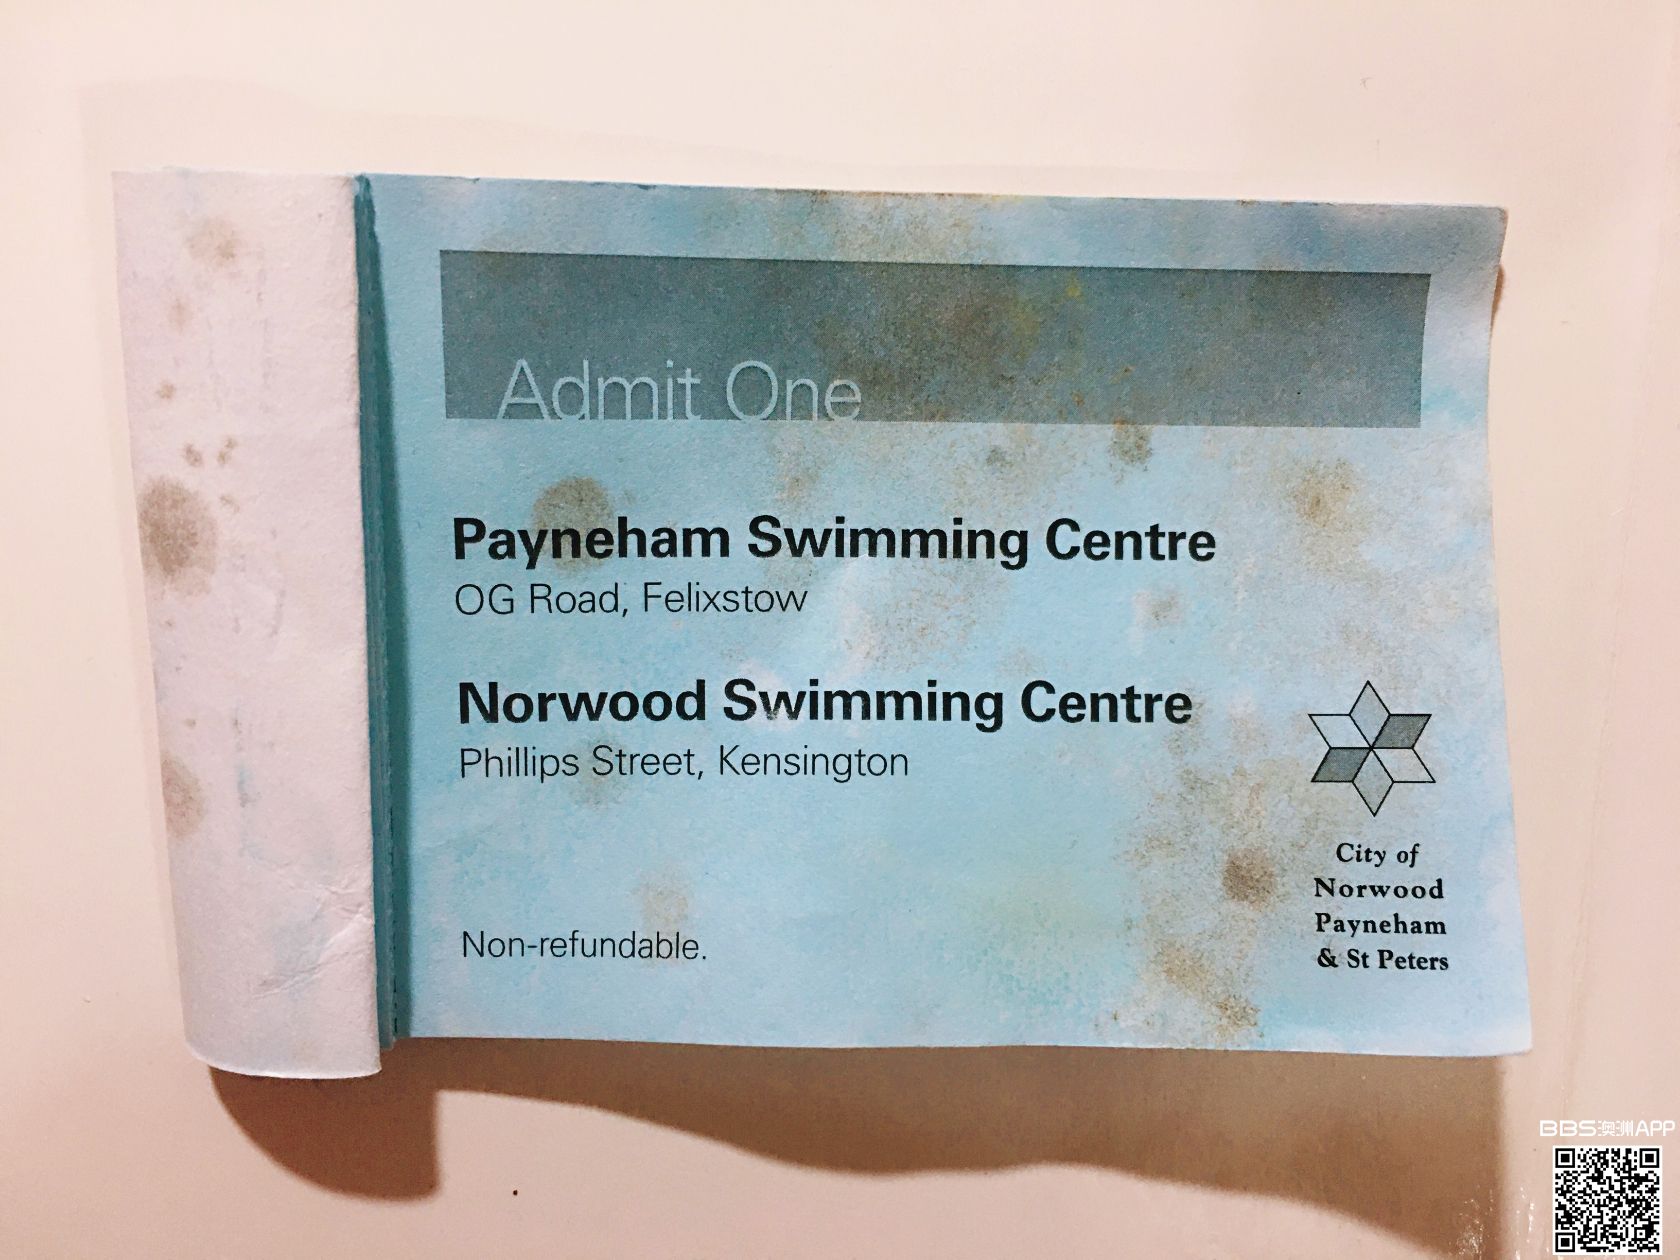 Admit One
Payneham Swimming Centre
OG Road, Felixstow
Norwood Swimming Centre
Phillips Street, Kensington
Non-refundable.
City of
Norwood
Payneham
& St Peters
BBS澳洲APP